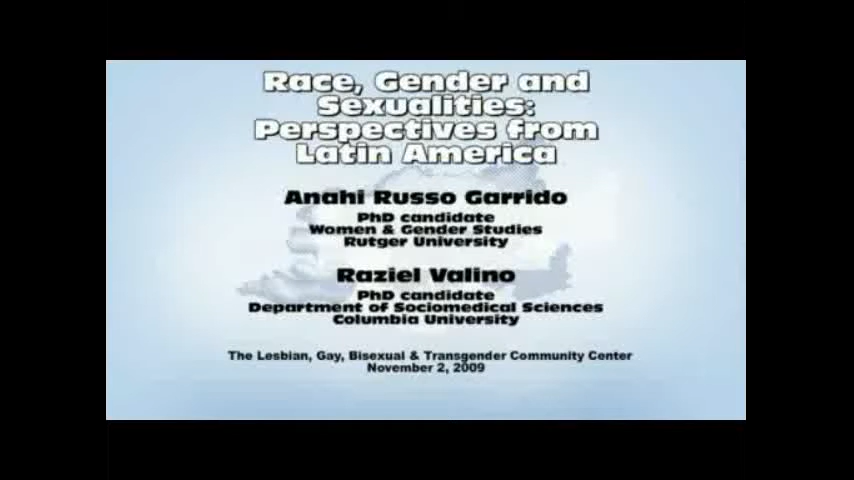 Race, Gender and
Sexualities:
Perspectives from
Latin America
Anahi Russo Garrido
PhD candidate
Women & Gender Studies
Rutger University
Raziel Valino
PhD candidate
Department of Sociomedical Sciences
Columbia University
The Lesbian, Gay, Bisexual & Transgender Community Center
November 2, 2009